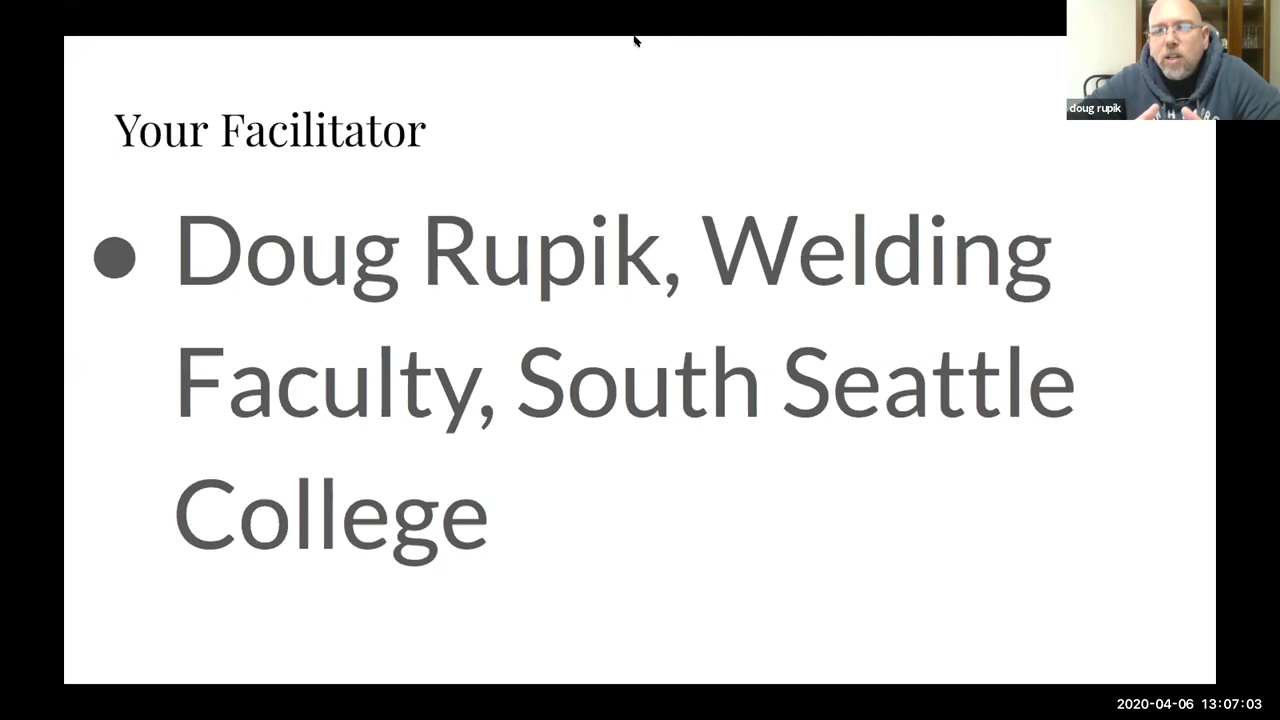 doug rupik
Your Facilitator
● Doug Rupik, Welding
Faculty, South Seattle
College
2020-04-06 13:07:03